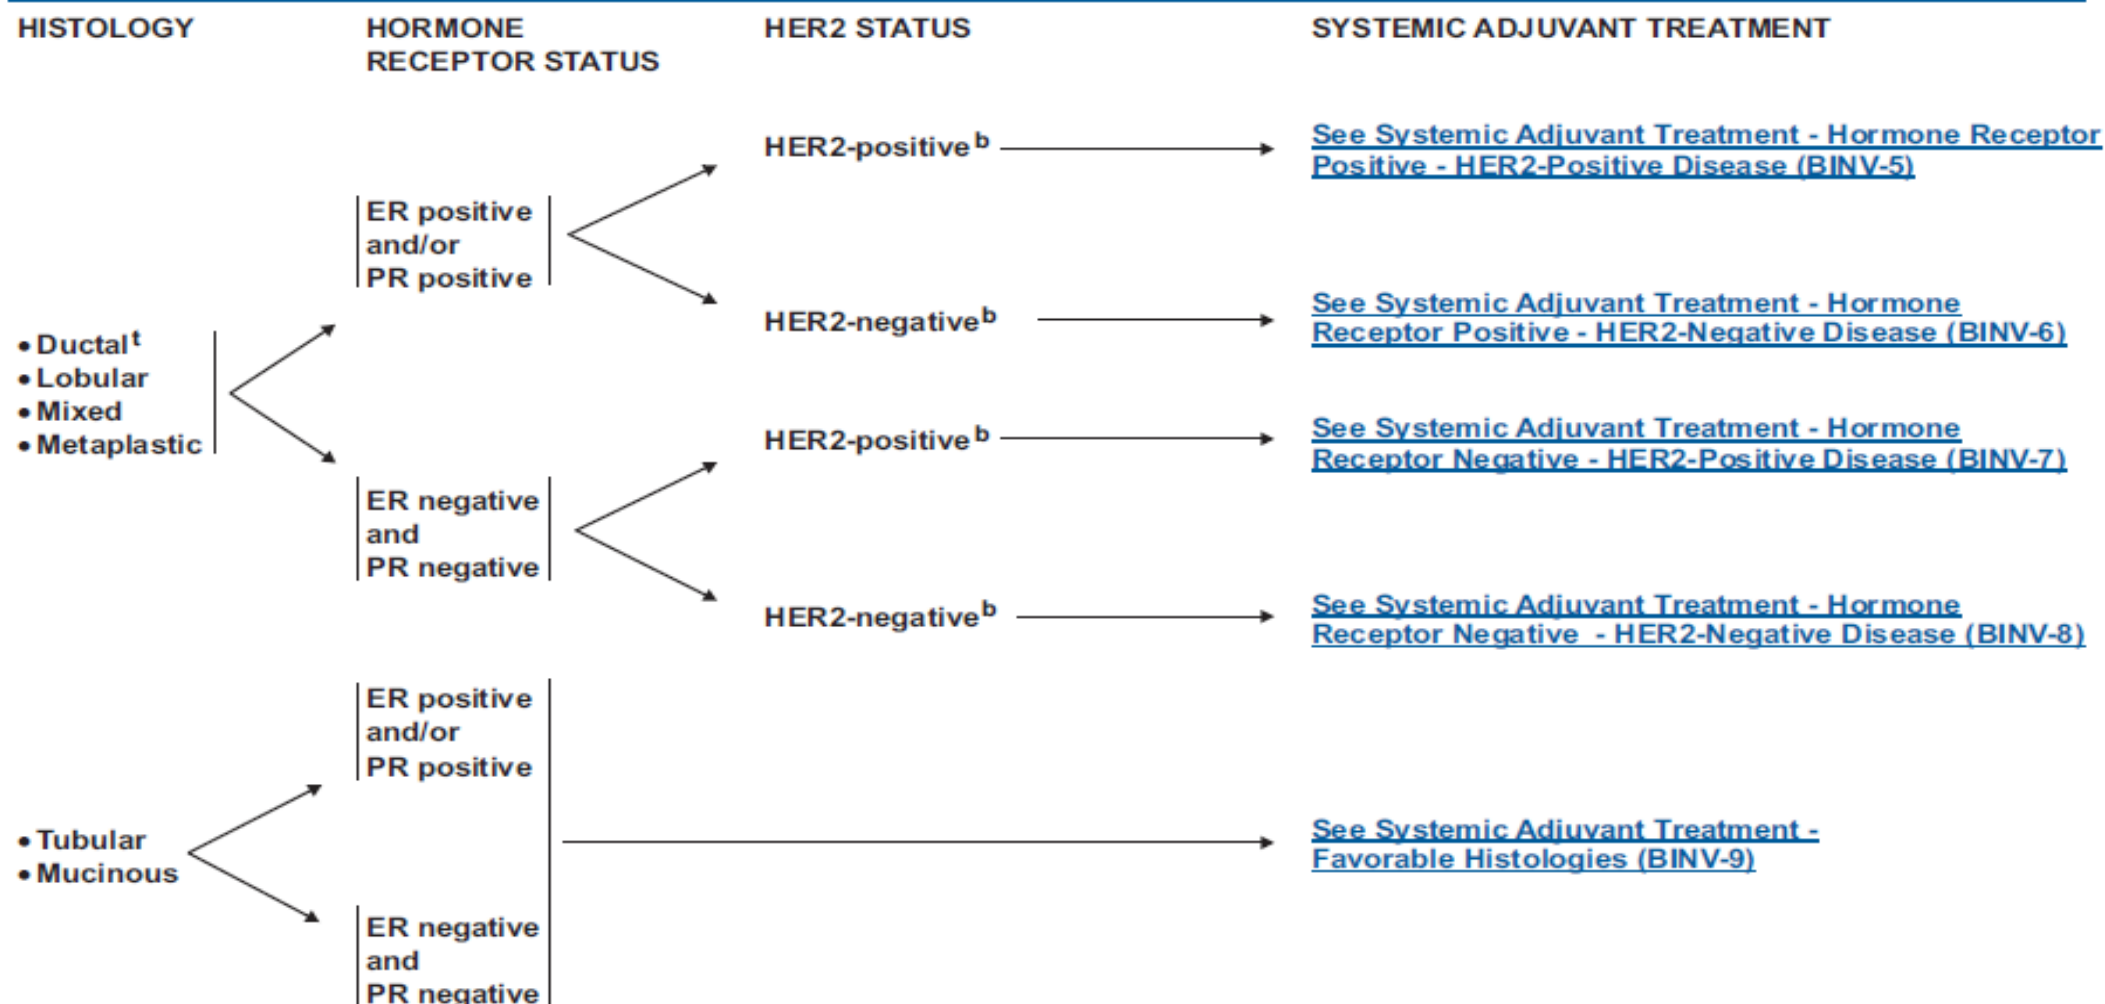 HISTOLOGY
HORMONE
RECEPTOR STATUS
HER2 STATUS
SYSTEMIC ADJUVANT TREATMENT
• Ductal t
• Lobular
• Mixed
• Metaplastic
ER positive
and/or
PR positive
HER2-positive b
See Systemic Adjuvant Treatment - Hormone Receptor
Positive - HER2-Positive Disease (BINV-5)
HER2-negative b
See Systemic Adjuvant Treatment - Hormone
Receptor Positive - HER2-Negative Disease (BINV-6)
ER negative
and
PR negative
HER2-positive b
See Systemic Adjuvant Treatment - Hormone
Receptor Negative - HER2-Positive Disease (BINV-7)
HER2-negative b
See Systemic Adjuvant Treatment - Hormone
Receptor Negative - HER2-Negative Disease (BINV-8)
• Tubular
• Mucinous
ER positive
and/or
PR positive
ER negative
and
PR negative
See Systemic Adjuvant Treatment -
Favorable Histologies (BINV-9)